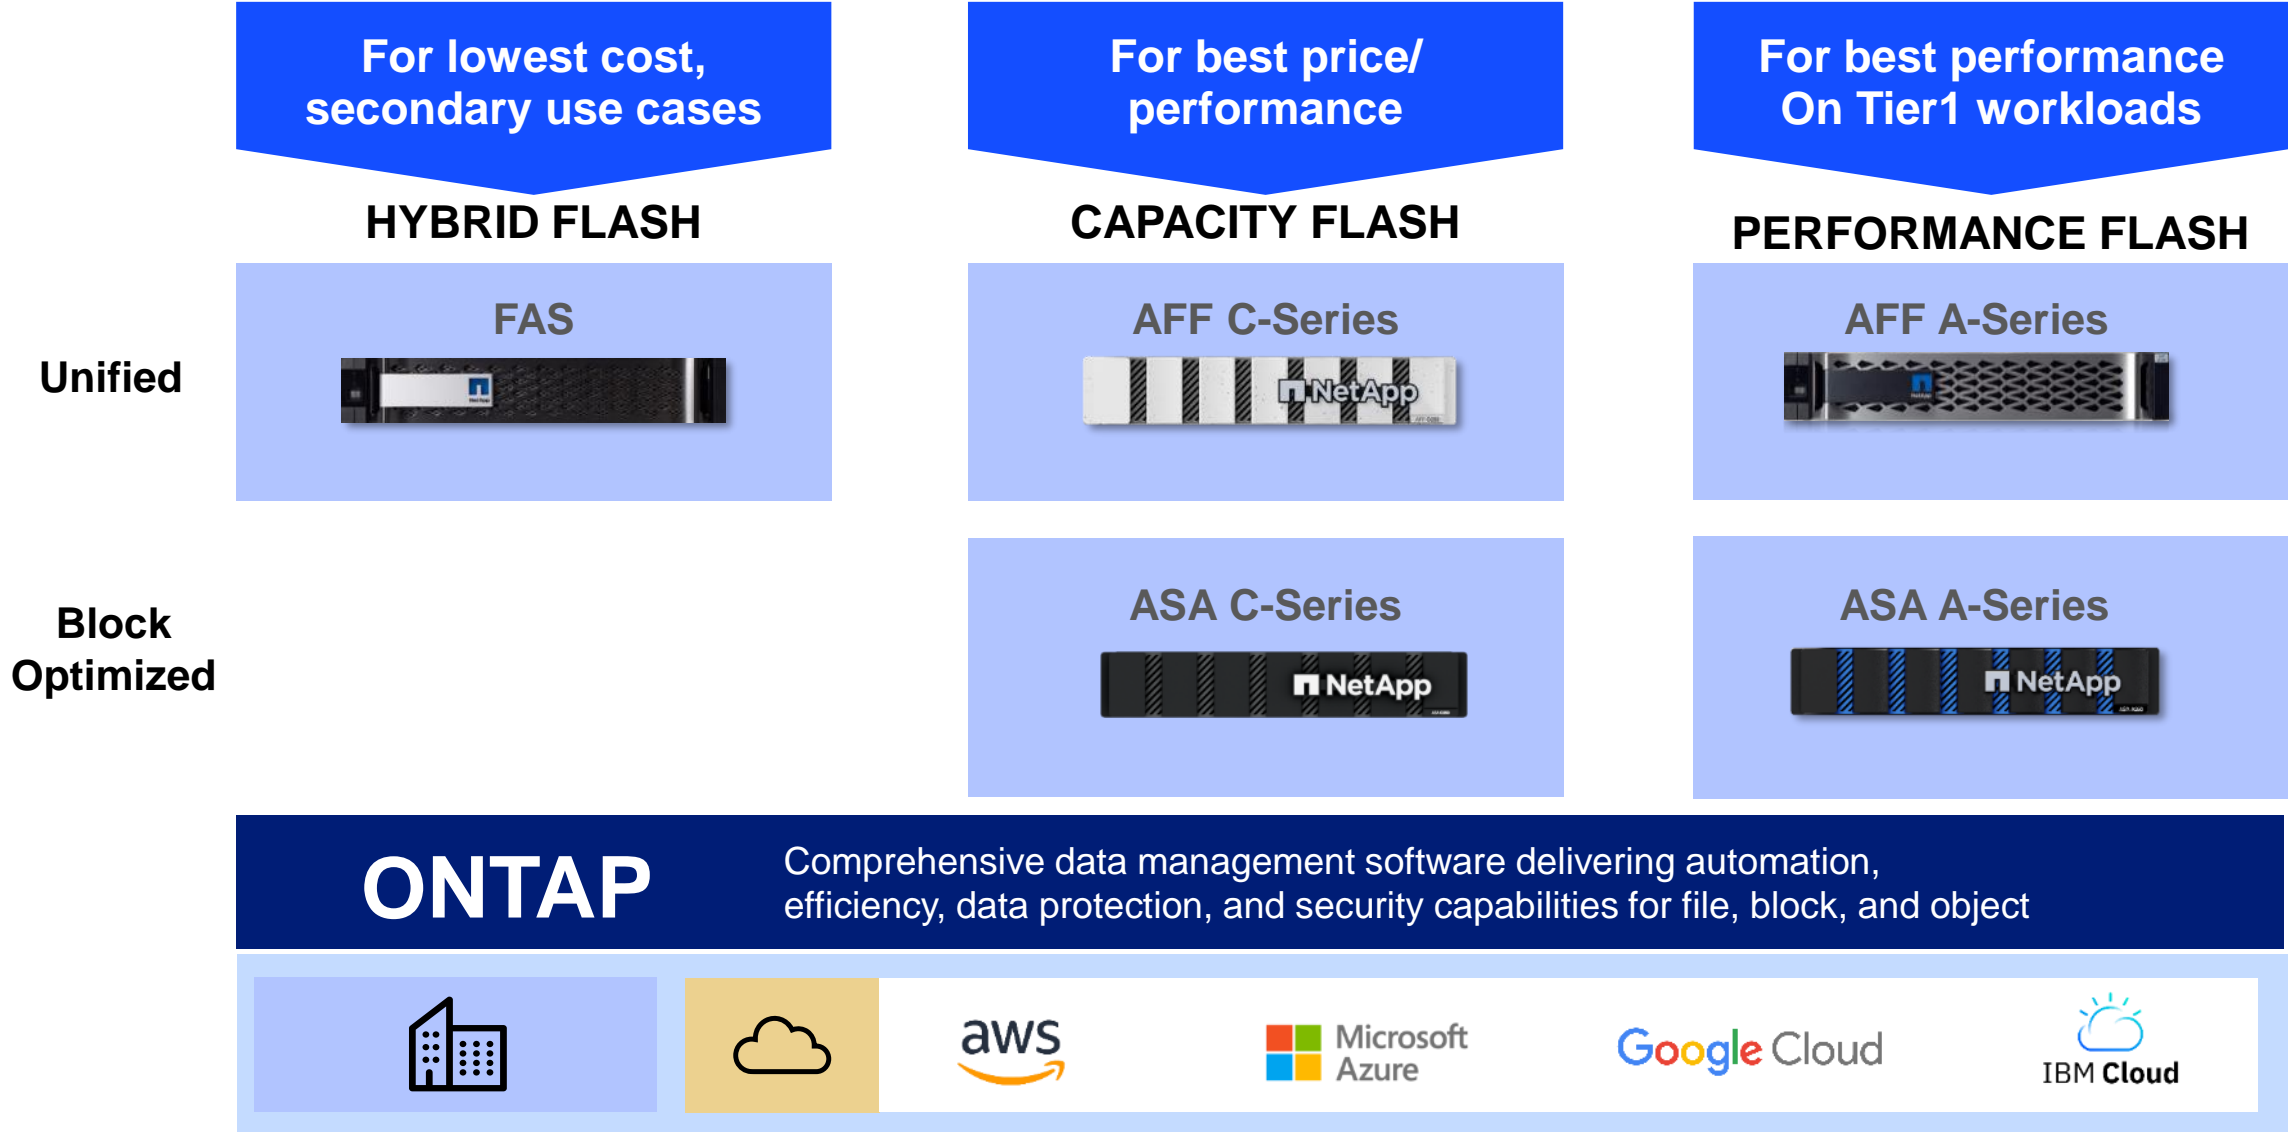 For lowest cost,
secondary use cases
For best price/
performance
For best performance
On Tier1 workloads
HYBRID FLASH
CAPACITY FLASH
PERFORMANCE FLASH
Unified
FAS
NetApp
AFF C-Series
NetApp
AFF A-Series
NetApp
Block
Optimized
ASA C-Series
NetApp
ASA A-Series
NetApp
ONTAP
Comprehensive data management software delivering automation,
efficiency, data protection, and security capabilities for file, block, and object
aws
Microsoft
Azure
Google Cloud
IBM Cloud